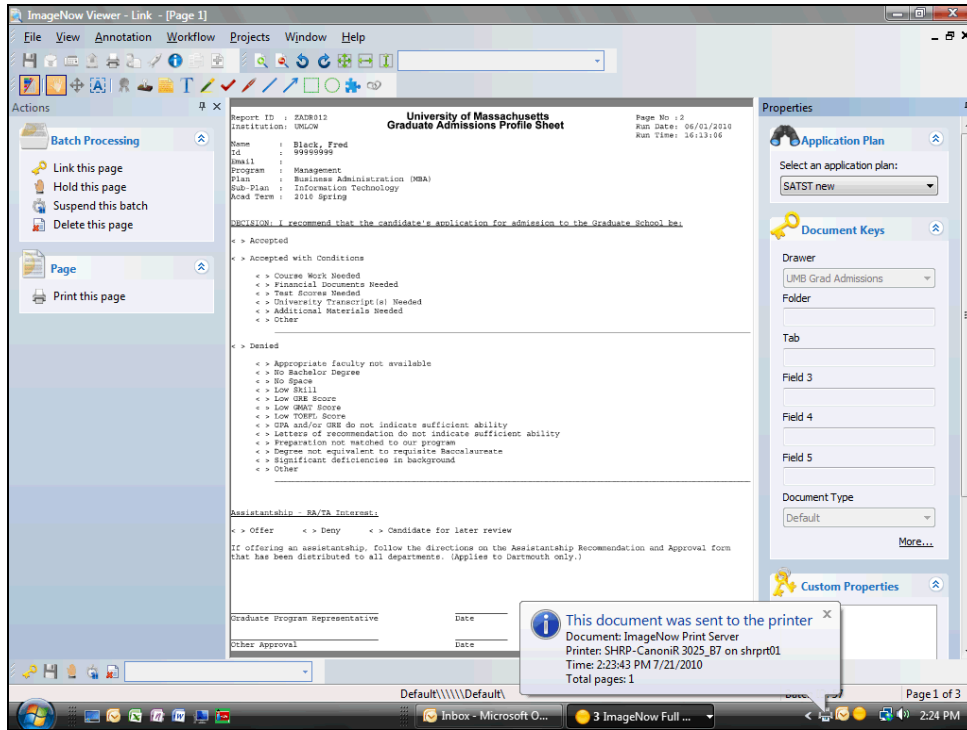 ImageNow Viewer - Link - [Page 1]
File View Annotation Workflow Projects Window Help
Actions
Batch Processing
Link this page
Hold this page
Suspend this batch
Delete this page
Page
Print this page
Report ID : ZADR012 University of Massachusetts Page No : 2
Institution: UMLOW Graduate Admissions Profile Sheet Run Date: 06/01/2010
Run Time: 16:13:06
Name : Black, Fred
Id : 99999999
Email :
Program : Management
Plan : Business Administration (MBA)
Sub-Plan : Information Technology
Acad Term : 2010 Spring
DECISION: I recommend that the candidate's application for admission to the Graduate School be:
< > Accepted
< > Accepted with Conditions
< > Course Work Needed
< > Financial Documents Needed
< > Test Scores Needed
< > University Transcript(s) Needed
< > Additional Materials Needed
< > Other
< > Denied
< > Appropriate faculty not available
< > No Bachelor Degree
< > No Space
< > Low Skill
< > Low GRE Score
< > Low GMAT Score
< > Low TOEFL Score
< > GPA and/or GRE do not indicate sufficient ability
< > Letters of recommendation do not indicate sufficient ability
< > Preparation not matched to our program
< > Degree not equivalent to requisite Baccalaureate
< > Significant deficiencies in background
< > Other
Assistantship - RA/TA Interest:
< > Offer < > Deny < > Candidate for later review
If offering an assistantship, follow the directions on the Assistantship Recommendation and Approval form
that has been distributed to all departments. (Applies to Dartmouth only.)
Graduate Program Representative Date
Other Approval Date
Properties
Application Plan
Select an application plan:
SATST new
Document Keys
Drawer
UMB Grad Admissions
Folder
Tab
Field 3
Field 4
Field 5
Document Type
Default
More...
Custom Properties
This document was sent to the printer
Document: ImageNow Print Server
Printer: SHRP-CanoniR 3025_B7 on shrprt01
Time: 2:23:43 PM 7/21/2010
Total pages: 1
Default\\\\\\Default\ Page 1 of 3
Inbox - Microsoft O... 3 ImageNow Full ... 2:24 PM